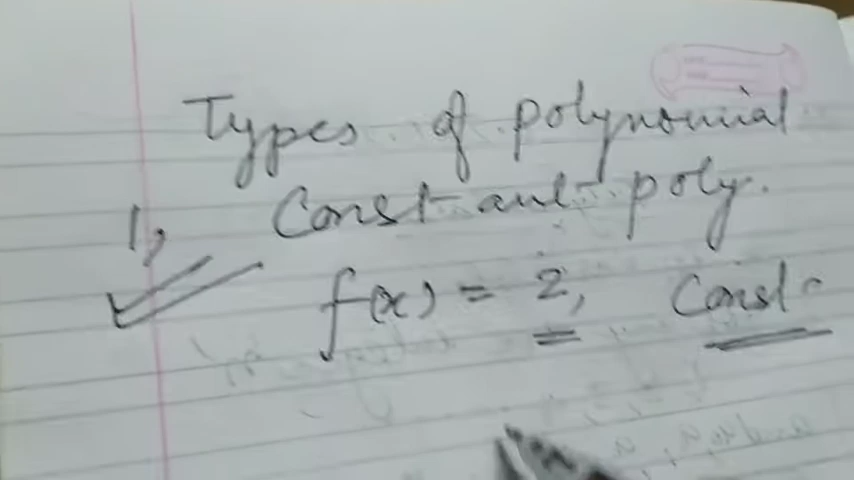 Types of polynomial
1, Constant poly.
f(x) = 2, Const.